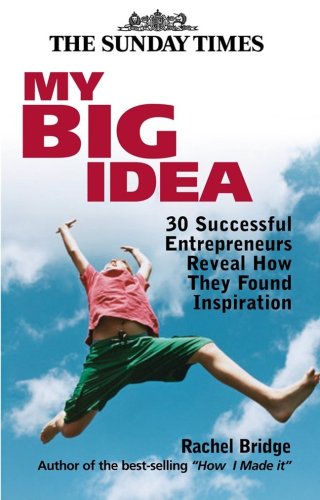 THE SUNDAY TIMES
MY
BIG
IDEA
30 Successful
Entrepreneurs
Reveal How
They Found
Inspiration
Rachel Bridge
Author of the best-selling "How I Made it"